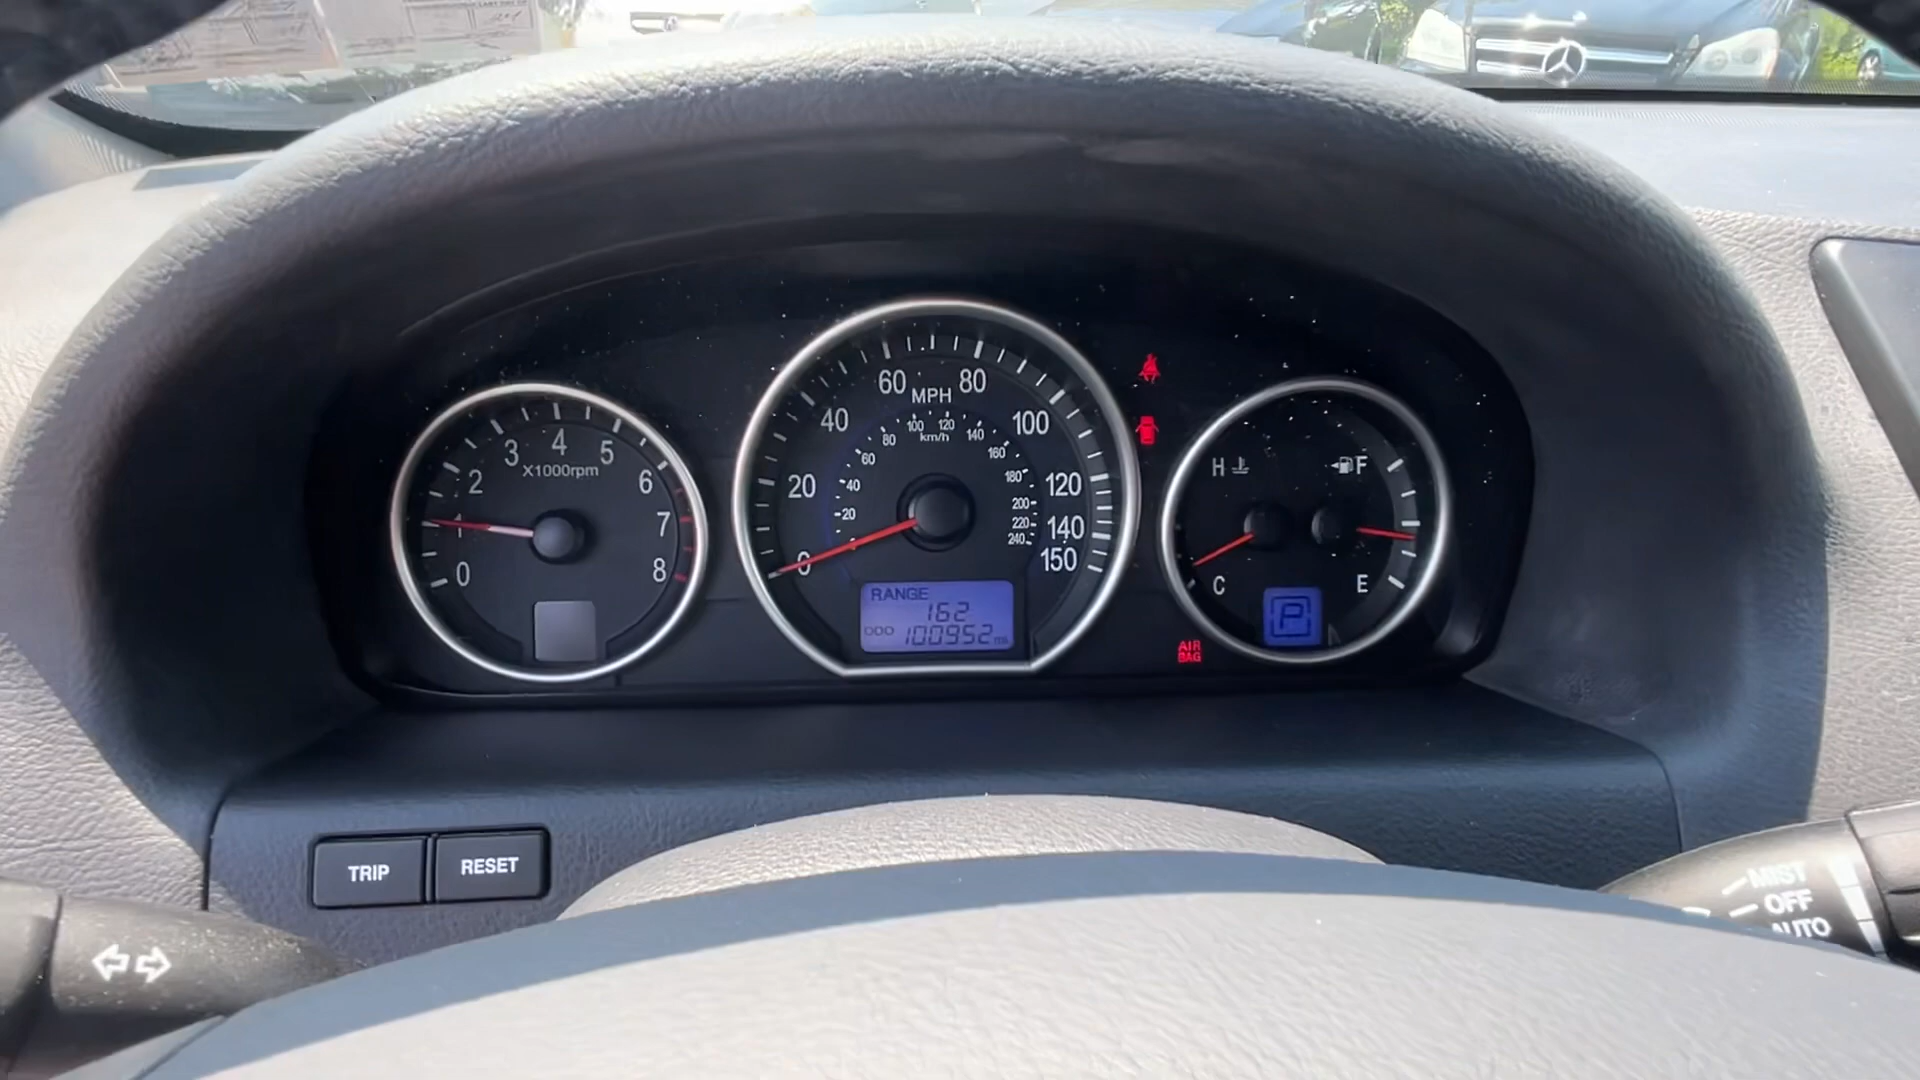 0 1 2 3 4 5 6 7 8
X1000rpm
0 20 40 60 80 100 120 140 150
MPH
20 40 60 80 100 120 140 160 180 200 220 240
km/h
RANGE
162
ODO 100952 mi
H
C
F
E
P
AIR
BAG
TRIP
RESET
MIST
OFF
AUTO